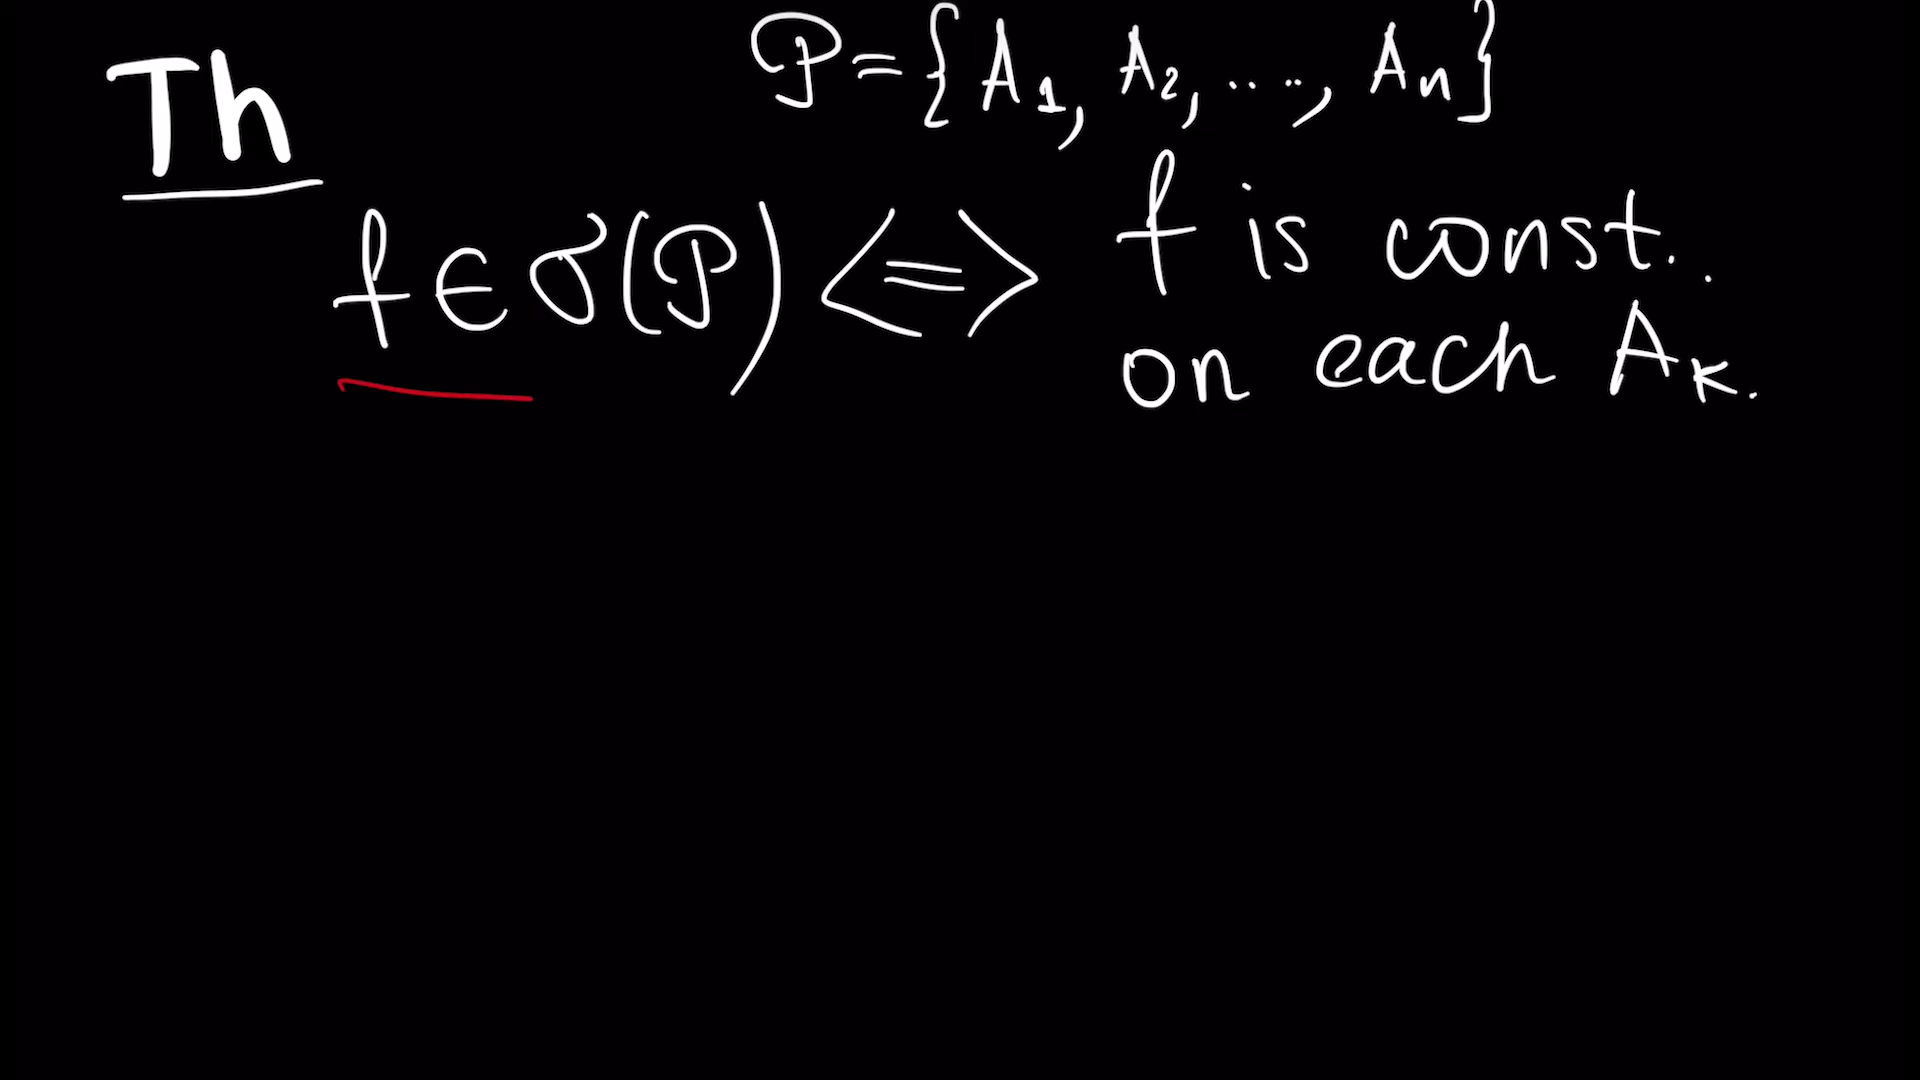 Th
𝒫 = {A₁, A₂, ...., Aₙ}
f ∈ σ(𝒫) <=> f is const..
on each Aₖ.